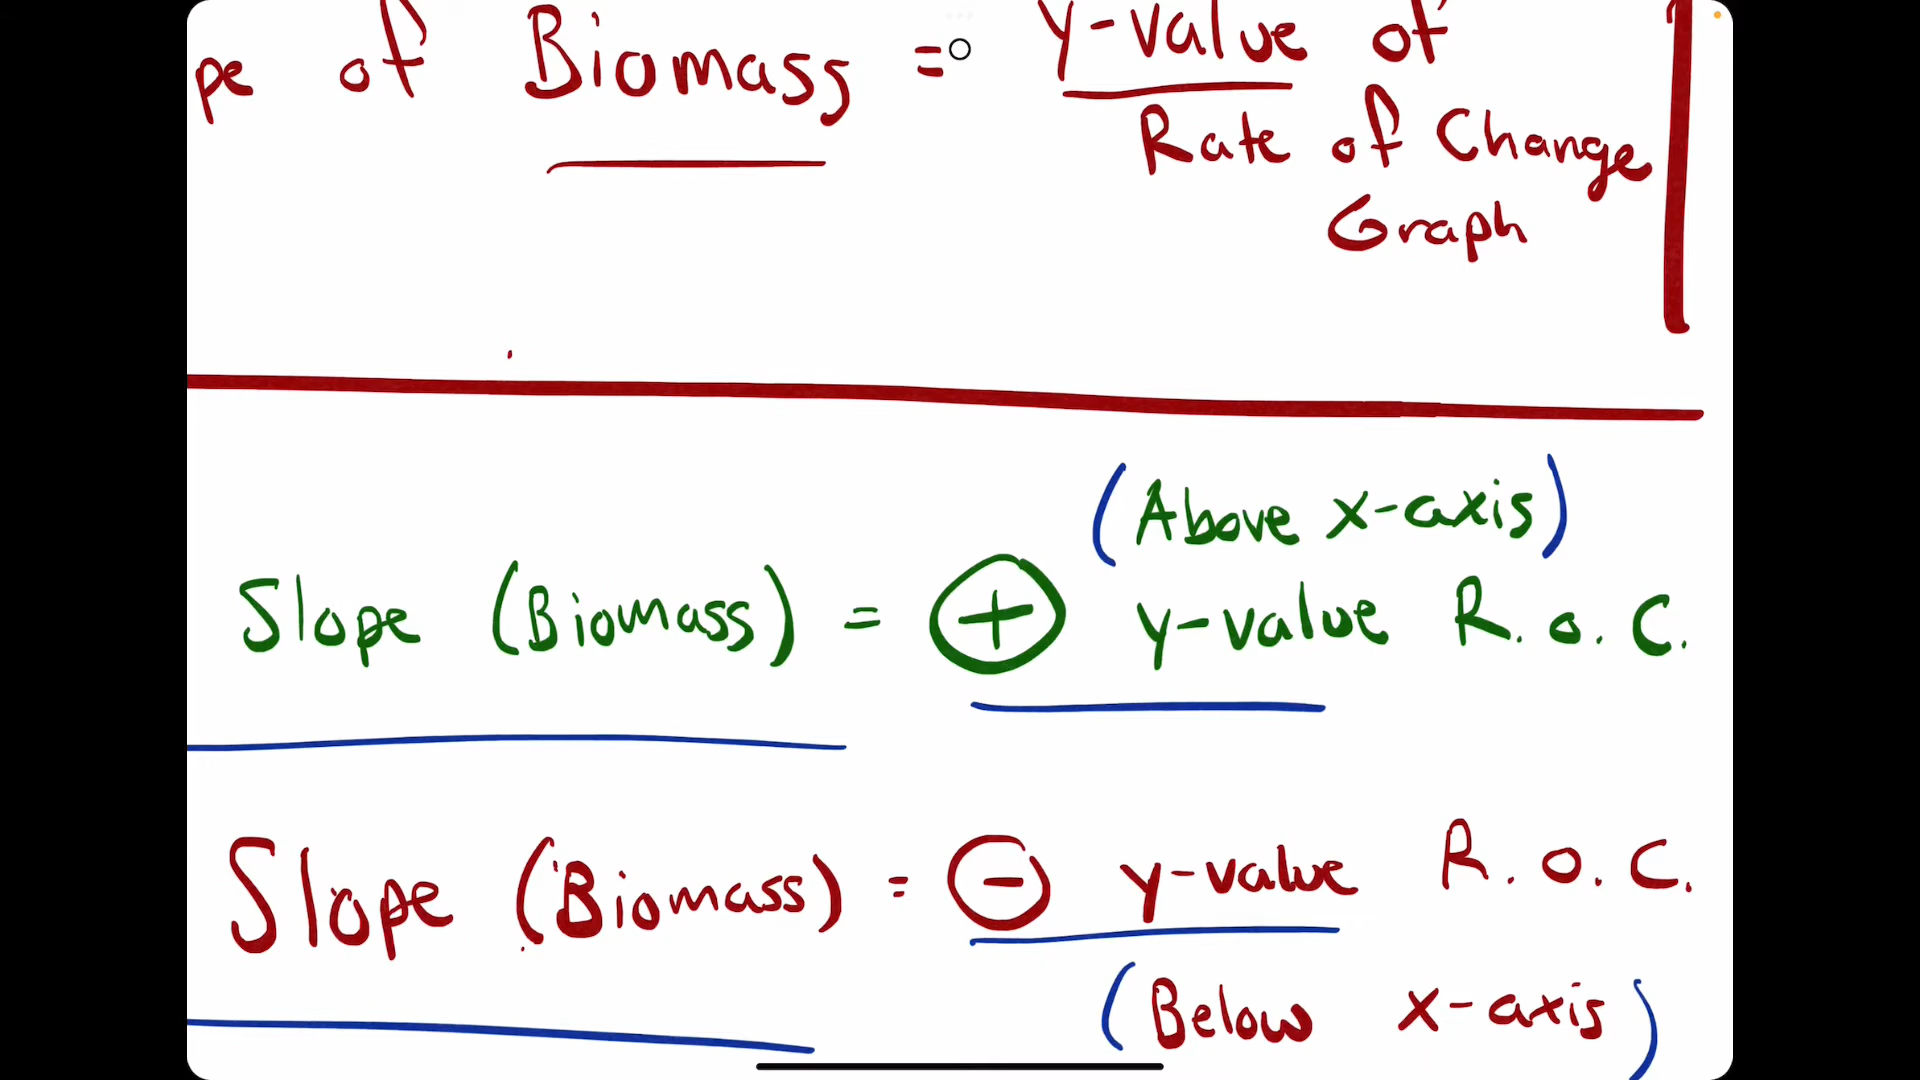 pe of Biomass = y-value of
Rate of Change
Graph
(Above x-axis)
Slope (Biomass) = + y-value R.O.C.
Slope (Biomass) = - y-value R.O.C.
(Below x-axis)